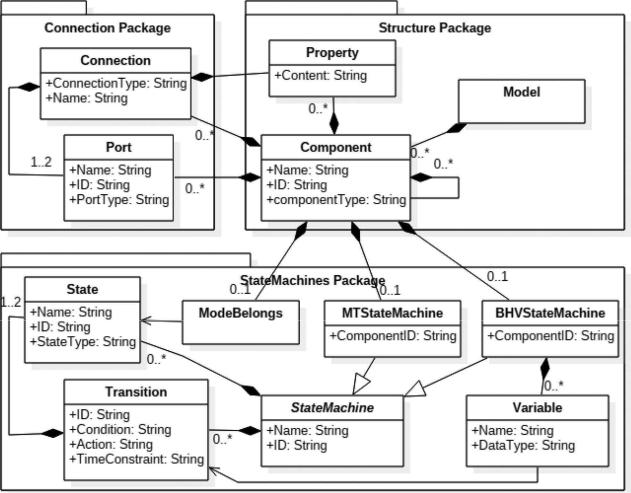 Connection Package
Structure Package
Connection
+ConnectionType: String
+Name: String
Property
+Content: String
Model
0..*
0..*
Port
+Name: String
+ID: String
+PortType: String
1..2
0..*
Component
+Name: String
+ID: String
+componentType: String
0..*
0..*
StateMachines Package
0..1
0..1
0..1
State
+Name: String
+ID: String
+StateType: String
1..2
ModeBelongs
MTStateMachine
+ComponentID: String
BHVStateMachine
+ComponentID: String
0..*
0..*
Transition
+ID: String
+Condition: String
+Action: String
+TimeConstraint: String
0..*
StateMachine
+Name: String
+ID: String
Variable
+Name: String
+DataType: String